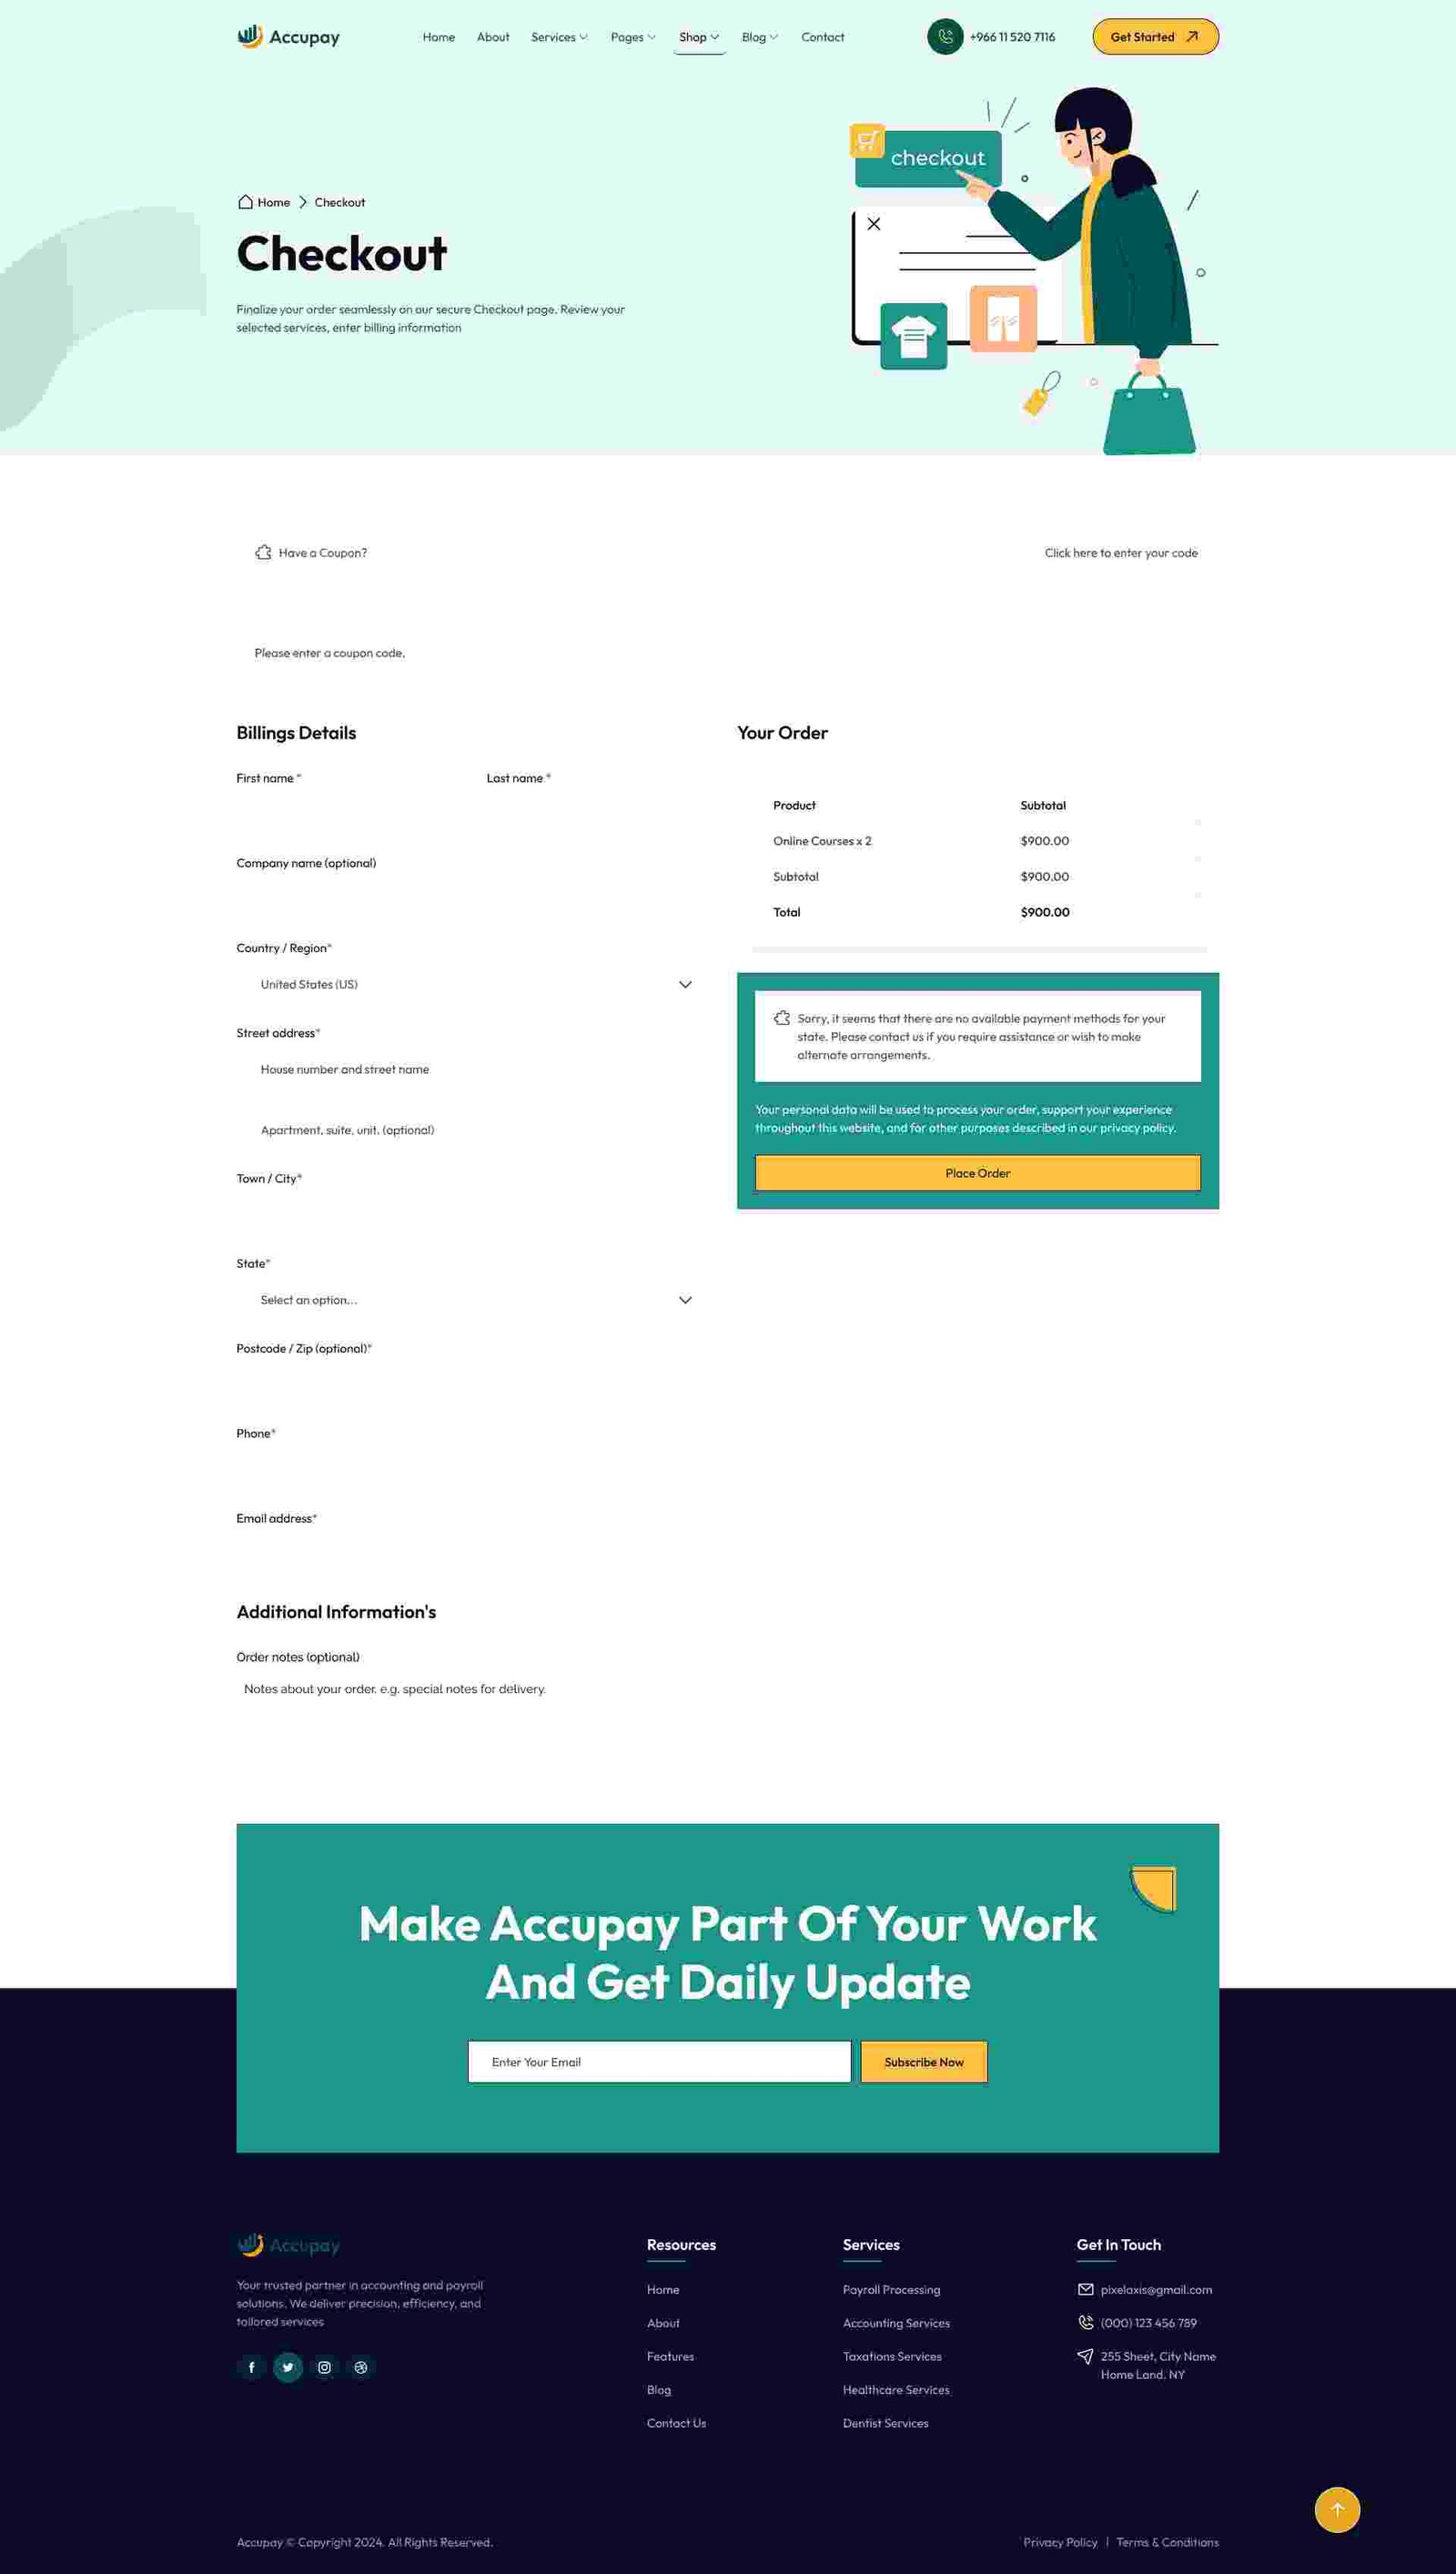 Accupay
Home
About
Services
Pages
Shop
Blog
Contact
+966 11 520 7116
Get Started
Home
Checkout
Checkout
Finalize your order seamlessly on our secure Checkout page. Review your
selected services, enter billing information
checkout
Have a Coupon?
Click here to enter your code
Please enter a coupon code.
Billings Details
First name *
Last name *
Company name (optional)
Country / Region*
United States (US)
Street address*
House number and street name
Apartment, suite, unit. (optional)
Town / City*
State*
Select an option...
Postcode / Zip (optional)*
Phone*
Email address*
Additional Information's
Order notes (optional)
Notes about your order. e.g. special notes for delivery.
Your Order
Product
Subtotal
Online Courses x 2
$900.00
Subtotal
$900.00
Total
$900.00
Sorry, it seems that there are no available payment methods for your
state. Please contact us if you require assistance or wish to make
alternate arrangements.
Your personal data will be used to process your order, support your experience
throughout this website, and for other purposes described in our privacy policy.
Place Order
Make Accupay Part Of Your Work
And Get Daily Update
Enter Your Email
Subscribe Now
Accupay
Your trusted partner in accounting and payroll
solutions. We deliver precision, efficiency, and
tailored services
Resources
Home
About
Features
Blog
Contact Us
Services
Payroll Processing
Accounting Services
Taxations Services
Healthcare Services
Dentist Services
Get In Touch
pixelaxis@gmail.com
(000) 123 456 789
255 Sheet, City Name
Home Land. NY
Accupay © Copyright 2024. All Rights Reserved.
Privacy Policy | Terms & Conditions